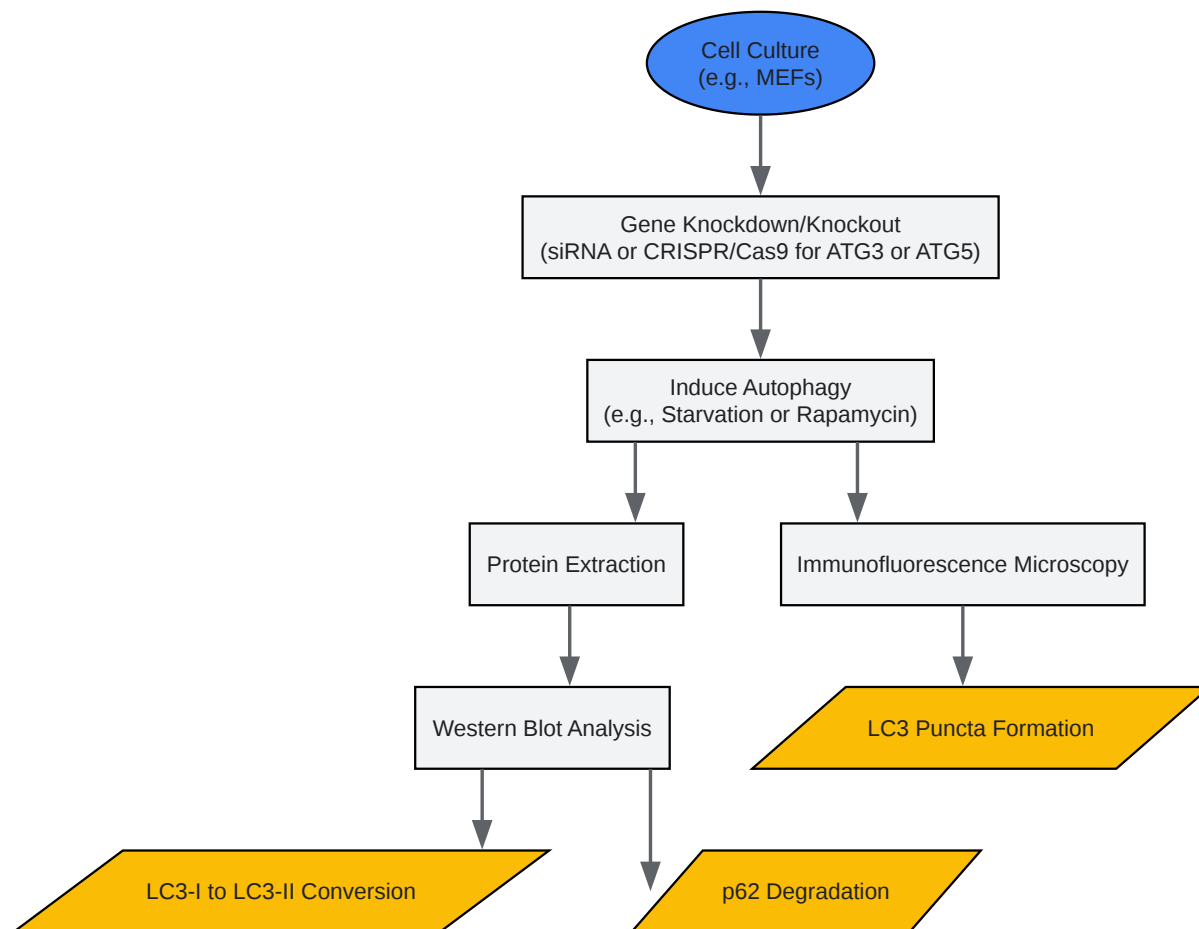 Cell Culture
(e.g., MEFs)
Gene Knockdown/Knockout
(siRNA or CRISPR/Cas9 for ATG3 or ATG5)
Induce Autophagy
(e.g., Starvation or Rapamycin)
Protein Extraction
Immunofluorescence Microscopy
Western Blot Analysis
LC3 Puncta Formation
LC3-I to LC3-II Conversion
p62 Degradation